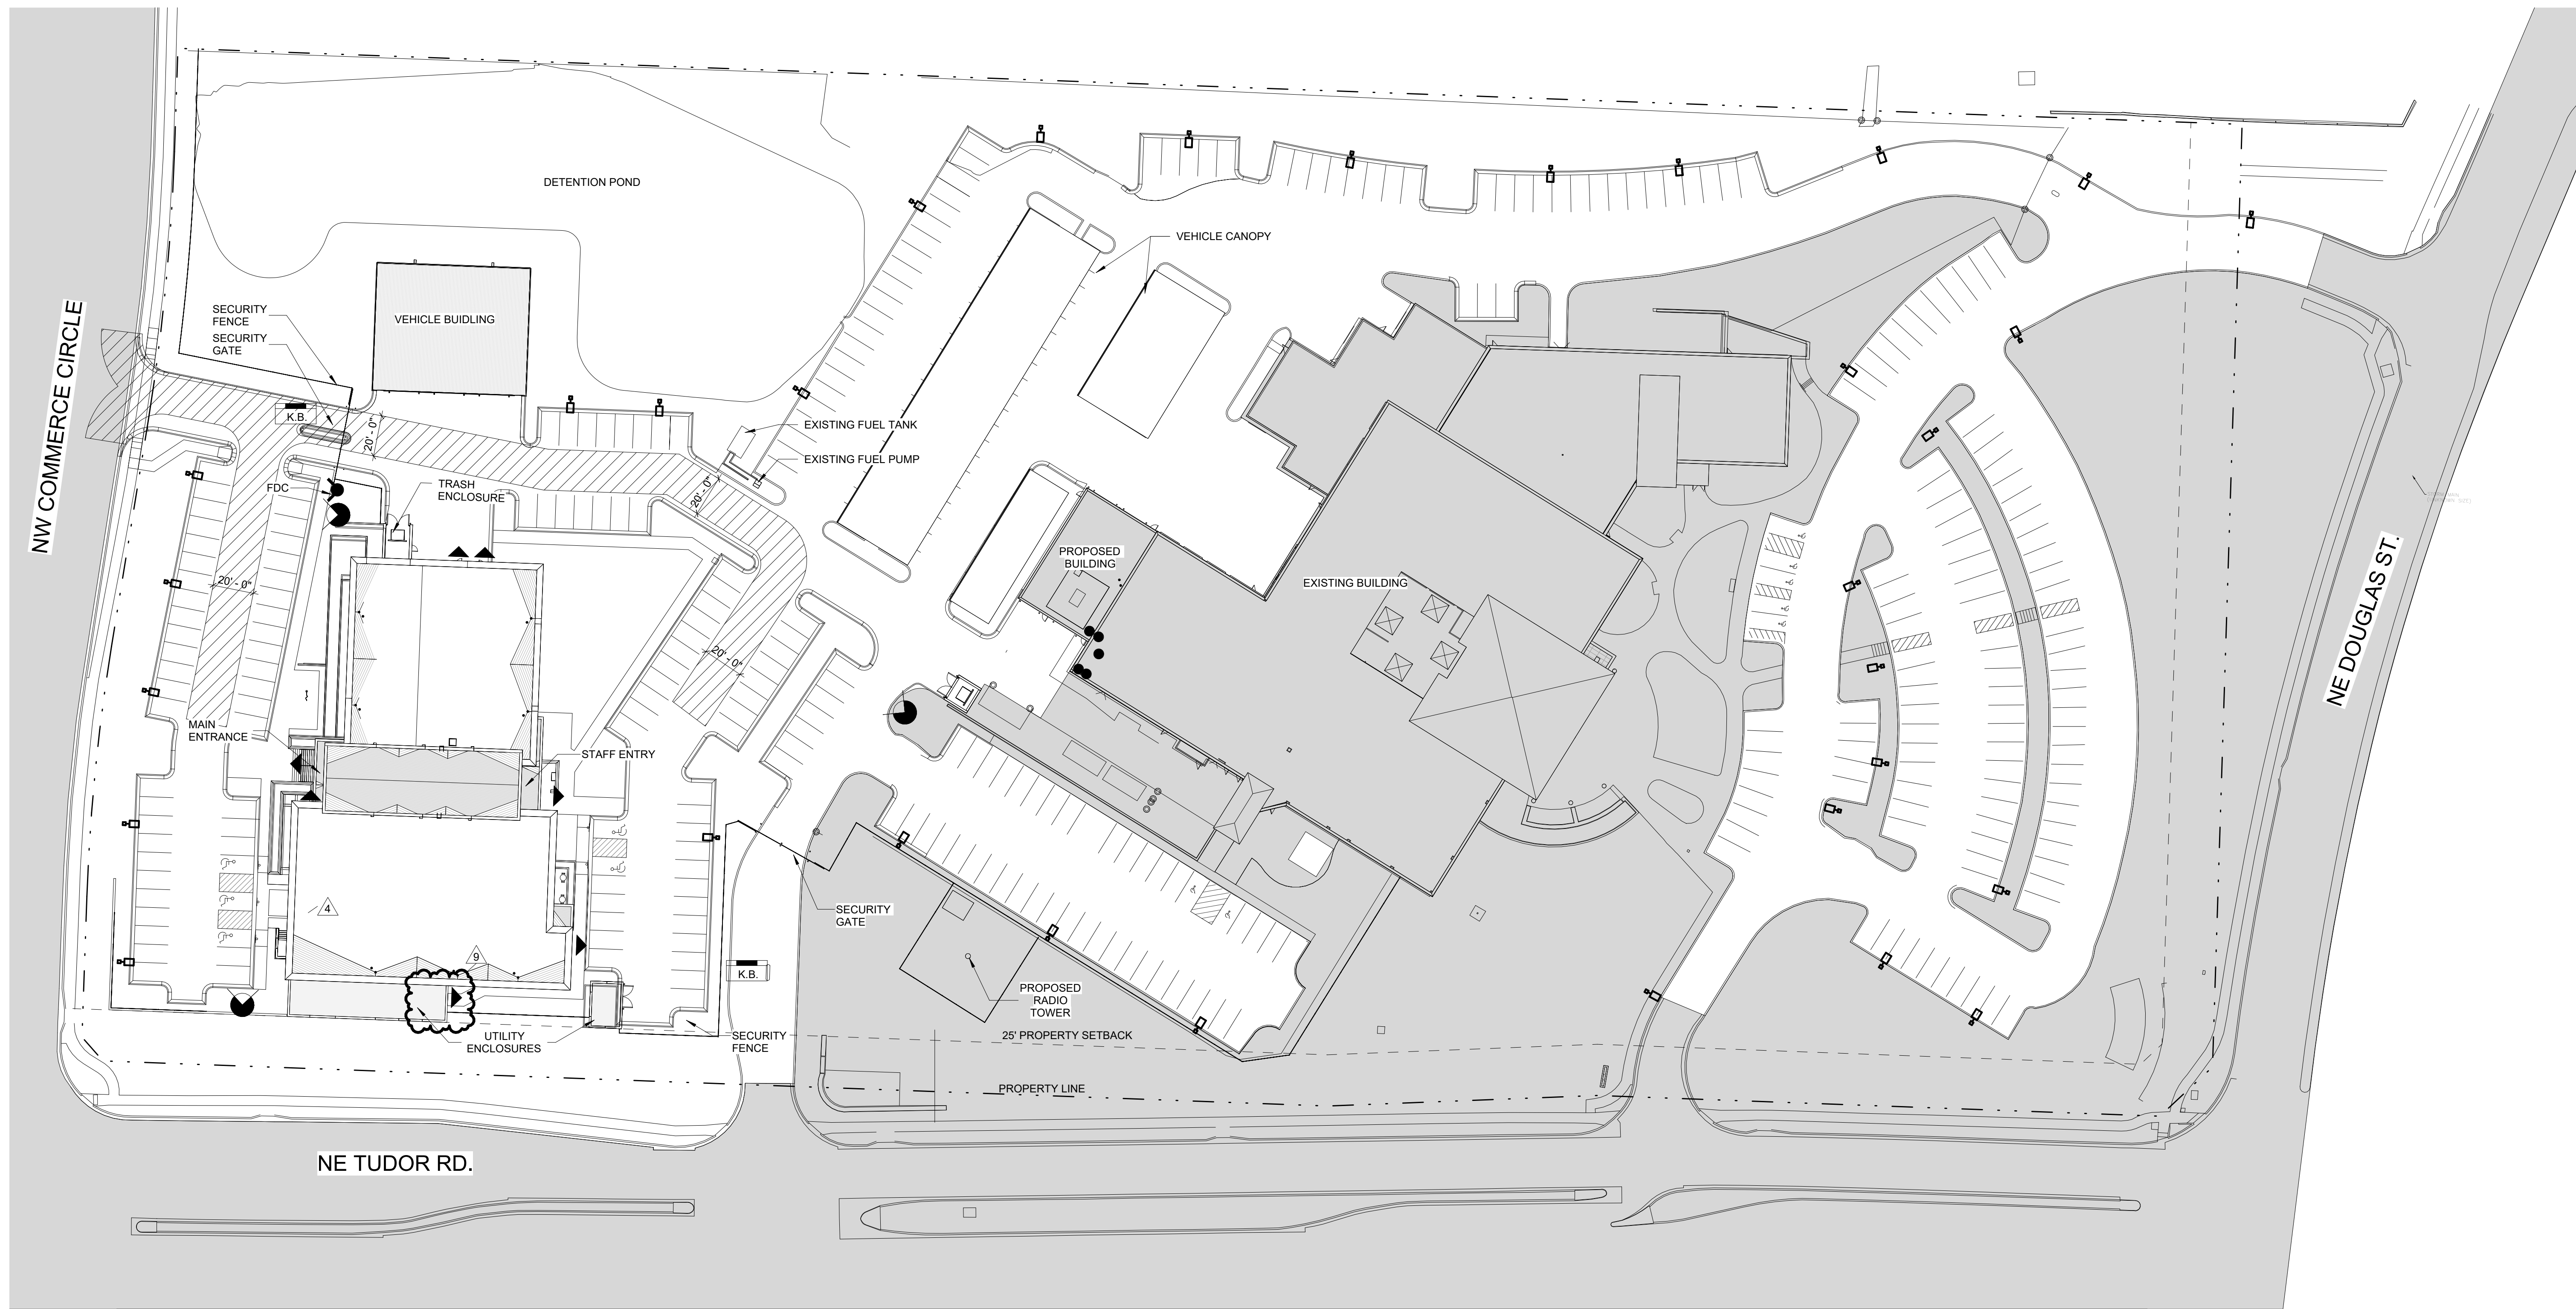 DETENTION POND
VEHICLE CANOPY
SECURITY
FENCE
SECURITY
GATE
VEHICLE BUIDLING
NW COMMERCE CIRCLE
K.B.
20' - 0"
EXISTING FUEL TANK
EXISTING FUEL PUMP
FDC
TRASH
ENCLOSURE
20' - 0"
20' - 0"
20' - 0"
PROPOSED
BUILDING
EXISTING BUILDING
NE DOUGLAS ST.
MAIN
ENTRANCE
STAFF ENTRY
4
9
SECURITY
GATE
K.B.
PROPOSED
RADIO
TOWER
UTILITY
ENCLOSURES
SECURITY
FENCE
25' PROPERTY SETBACK
PROPERTY LINE
NE TUDOR RD.